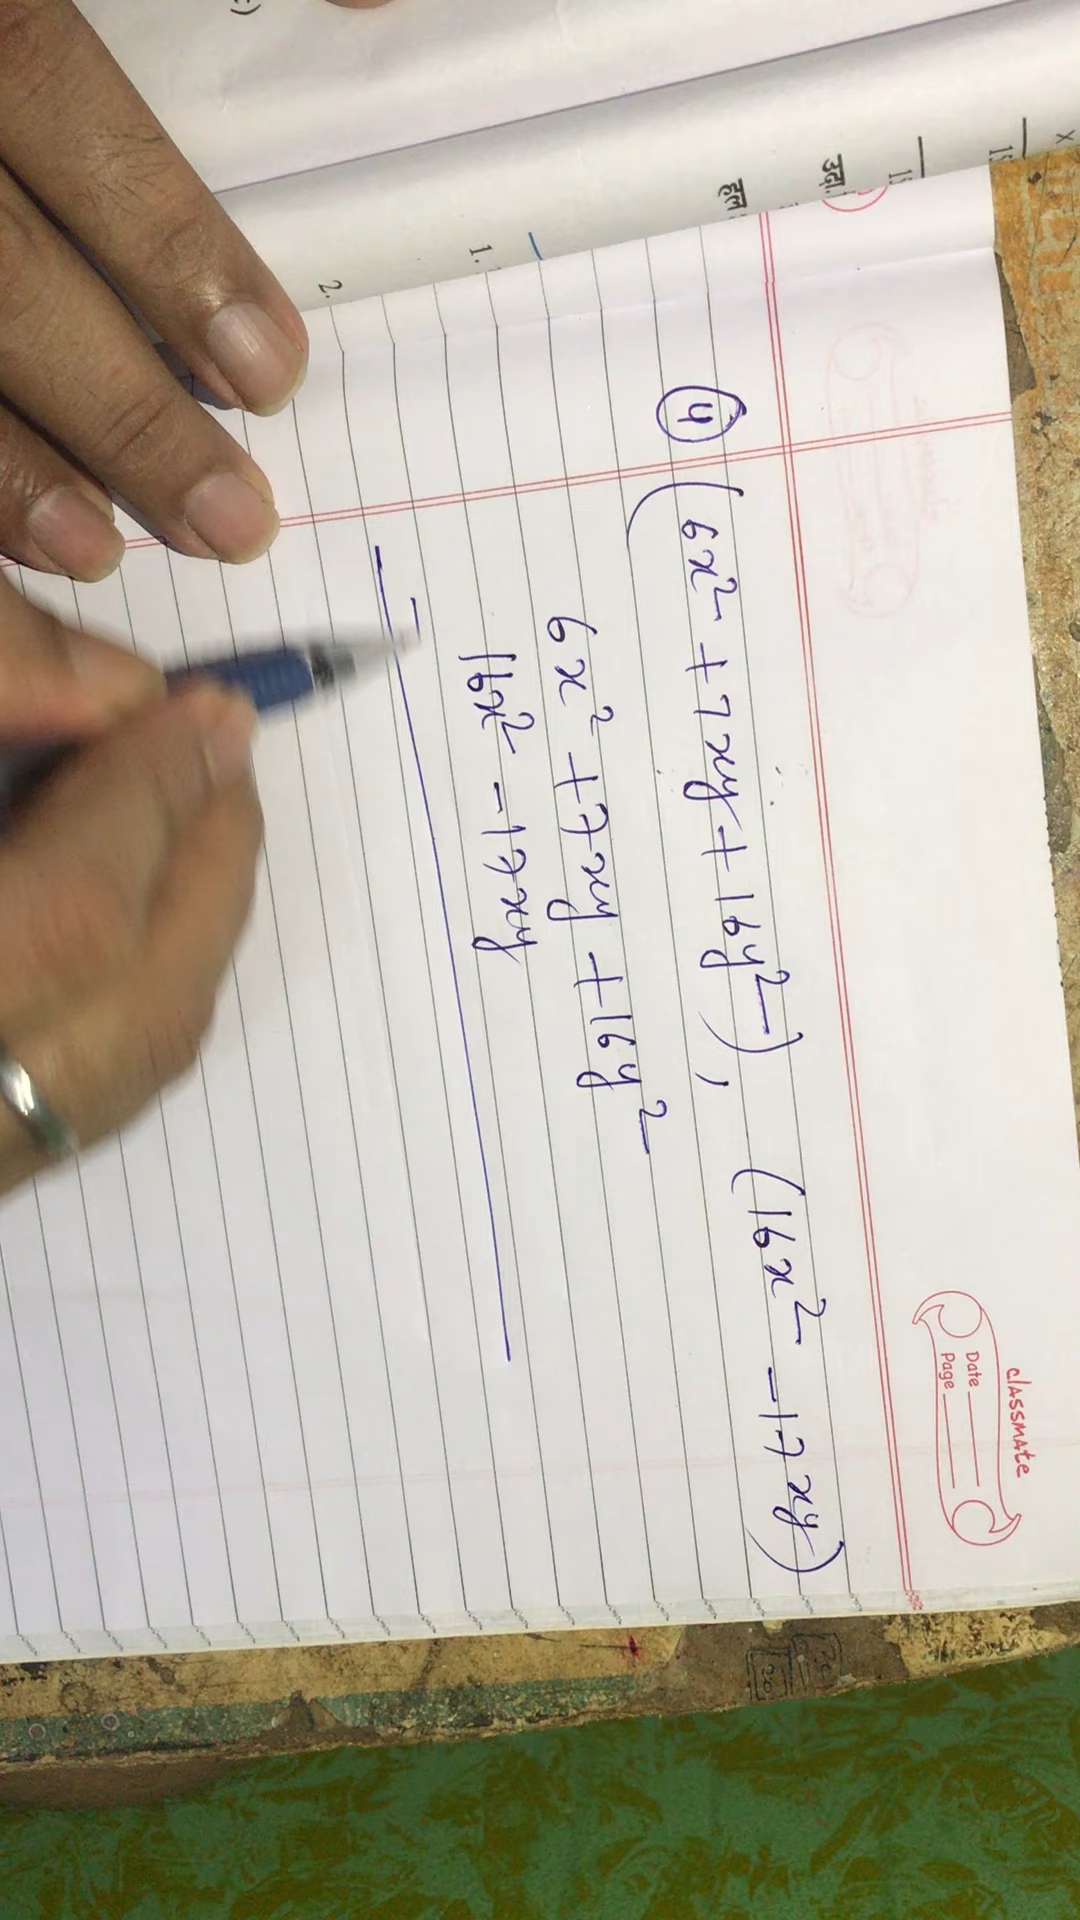 classmate
Date
Page
④ (6x² + 7xy + 16y²), (16x² - 17xy)
6x² + 7xy + 16y²
16x² - 17xy
उदा.
हल
1.
2.